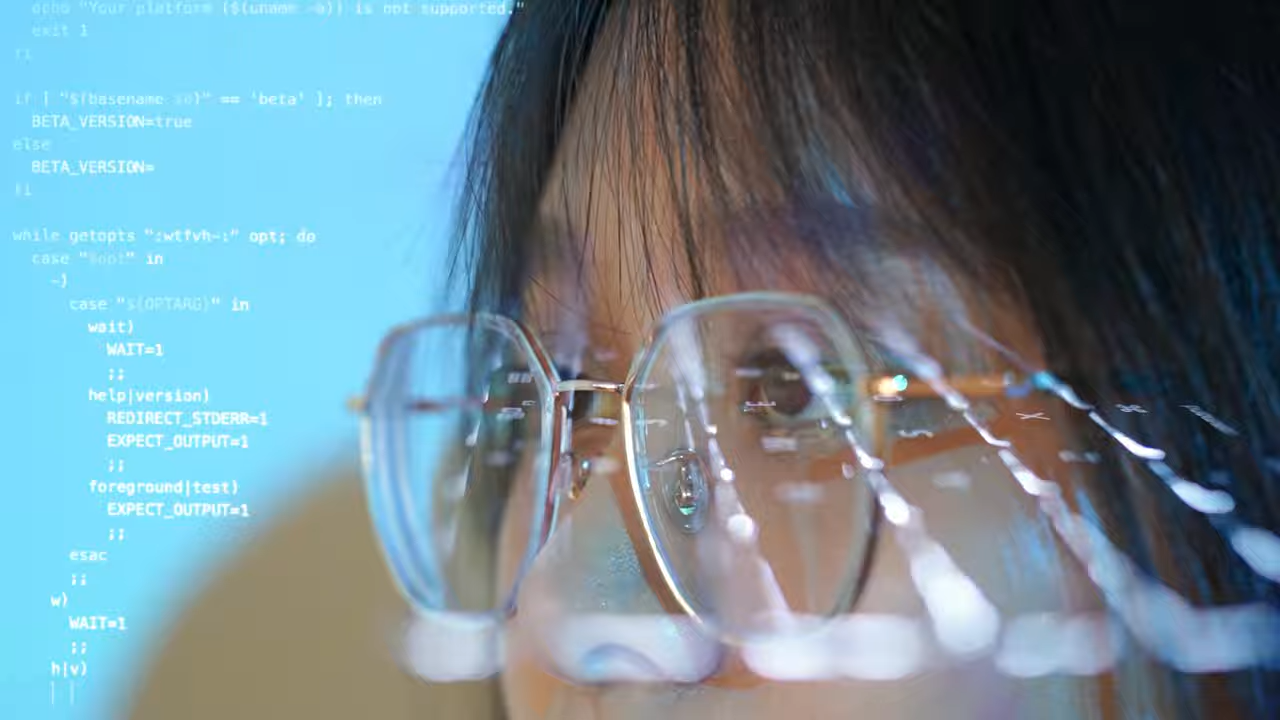 echo "Your platform ($(uname -a)) is not supported."
exit 1
fi
if [ "$(basename $0)" == 'beta' ]; then
BETA_VERSION=true
else
BETA_VERSION=
fi
while getopts ":wtfvh-:" opt; do
case "$opt" in
-)
case "${OPTARG}" in
wait)
WAIT=1
;;
help|version)
REDIRECT_STDERR=1
EXPECT_OUTPUT=1
;;
foreground|test)
EXPECT_OUTPUT=1
;;
esac
;;
w)
WAIT=1
;;
h|v)